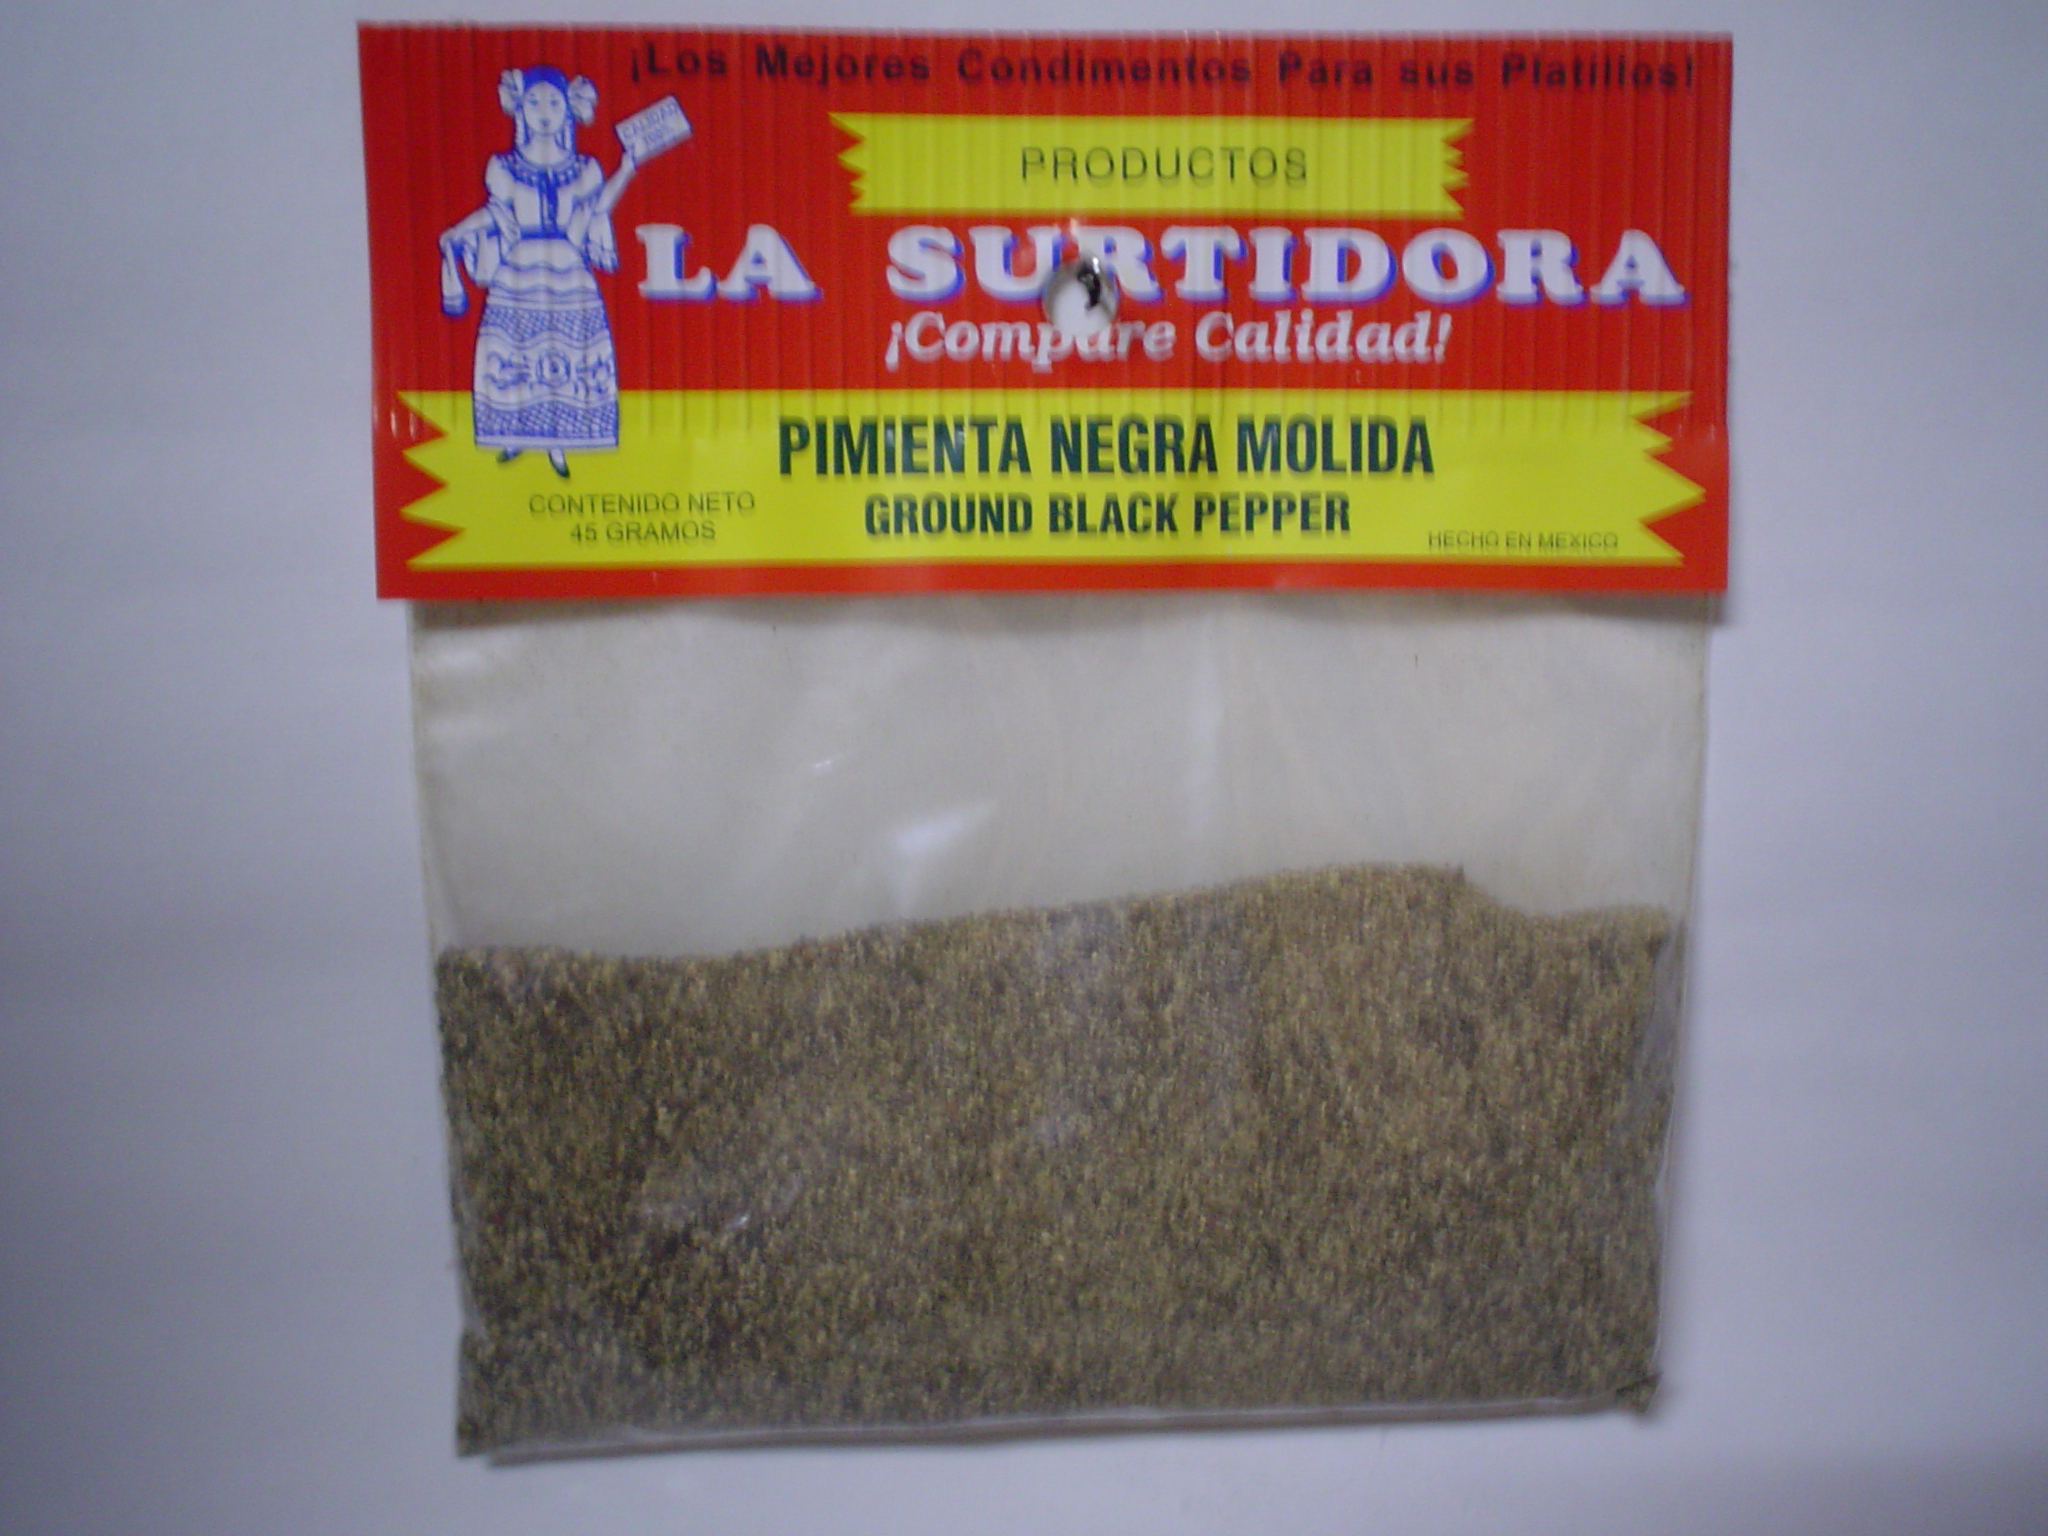 ¡Los Mejores Condimentos Para sus Platillos!
CALIDAD
PRODUCTOS
LA SURTIDORA
¡Compare Calidad!
PIMIENTA NEGRA MOLIDA
GROUND BLACK PEPPER
CONTENIDO NETO
45 GRAMOS
HECHO EN MEXICO